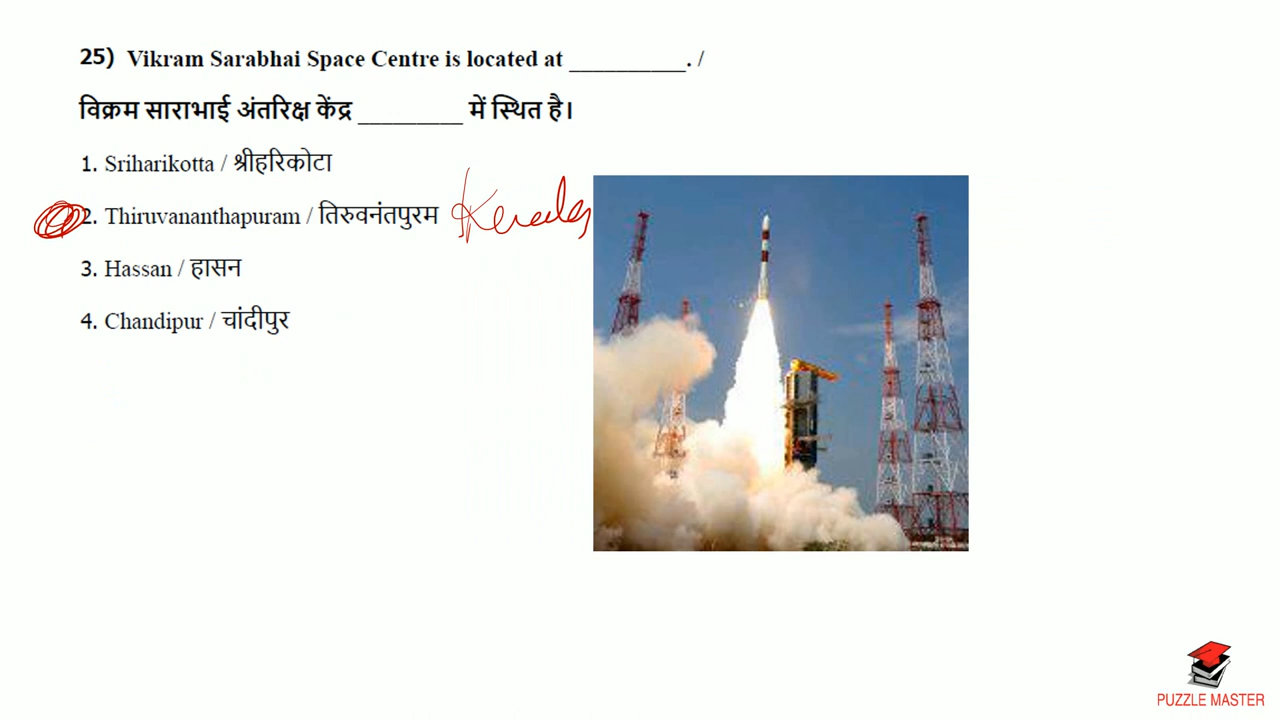 25) Vikram Sarabhai Space Centre is located at __________. /
विक्रम साराभाई अंतरिक्ष केंद्र ________ में स्थित है।
1. Sriharikotta / श्रीहरिकोटा
2. Thiruvananthapuram / तिरुवनंतपुरम Kerala
3. Hassan / हासन
4. Chandipur / चांदीपुर
PUZZLE MASTER